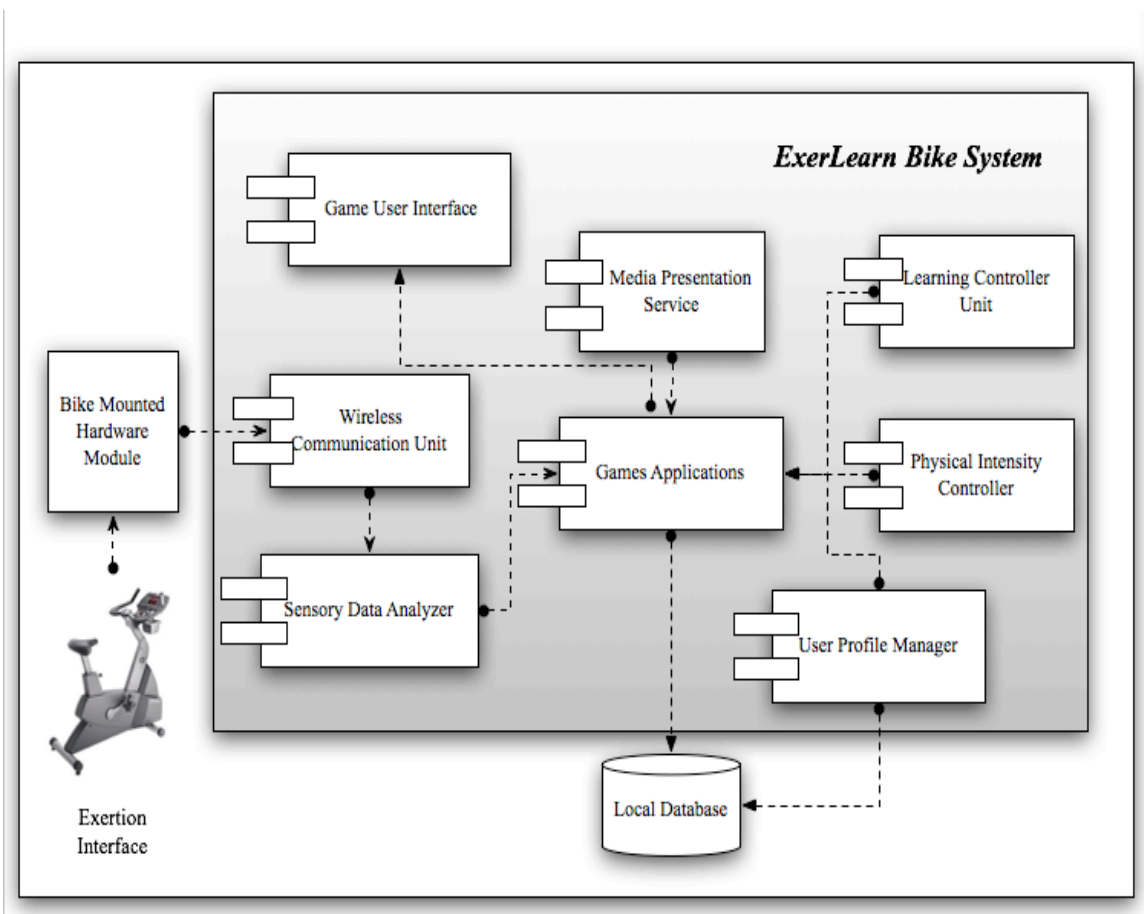 ExerLearn Bike System
Game User Interface
Media Presentation
Service
Learning Controller
Unit
Bike Mounted
Hardware
Module
Wireless
Communication Unit
Games Applications
Physical Intensity
Controller
Sensory Data Analyzer
User Profile Manager
Local Database
Exertion
Interface